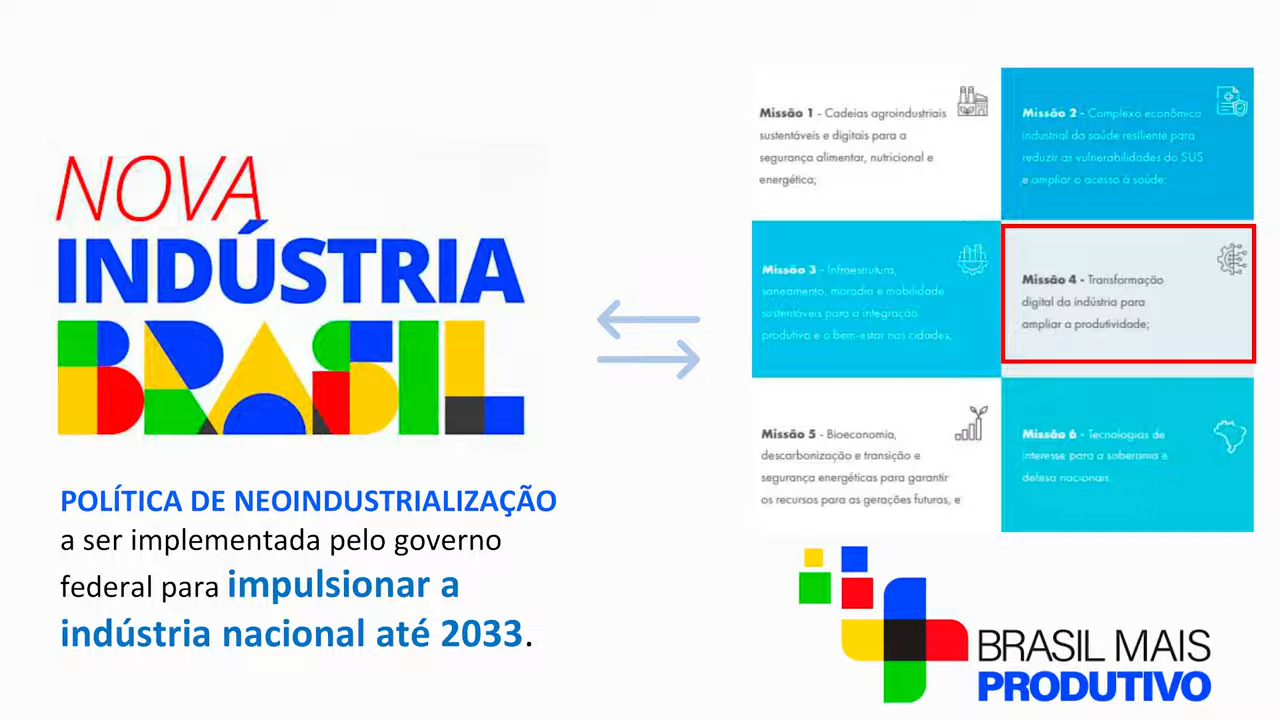 NOVA
INDÚSTRIA
BRASIL
POLÍTICA DE NEOINDUSTRIALIZAÇÃO
a ser implementada pelo governo
federal para impulsionar a
indústria nacional até 2033.
Missão 1 - Cadeias agroindustriais
sustentáveis e digitais para a
segurança alimentar, nutricional e
energética;
Missão 2 - Complexo econômico
industrial da saúde resiliente para
reduzir as vulnerabilidades do SUS
e ampliar o acesso à saúde;
Missão 3 - Infraestrutura,
saneamento, moradia e mobilidade
sustentáveis para a integração
produtiva e o bem-estar nas cidades,
Missão 4 - Transformação
digital da indústria para
ampliar a produtividade;
Missão 5 - Bioeconomia,
descarbonização e transição e
segurança energéticas para garantir
os recursos para as gerações futuras, e
Missão 6 - Tecnologias de
interesse para a soberania e
defesa nacionais
BRASIL MAIS
PRODUTIVO